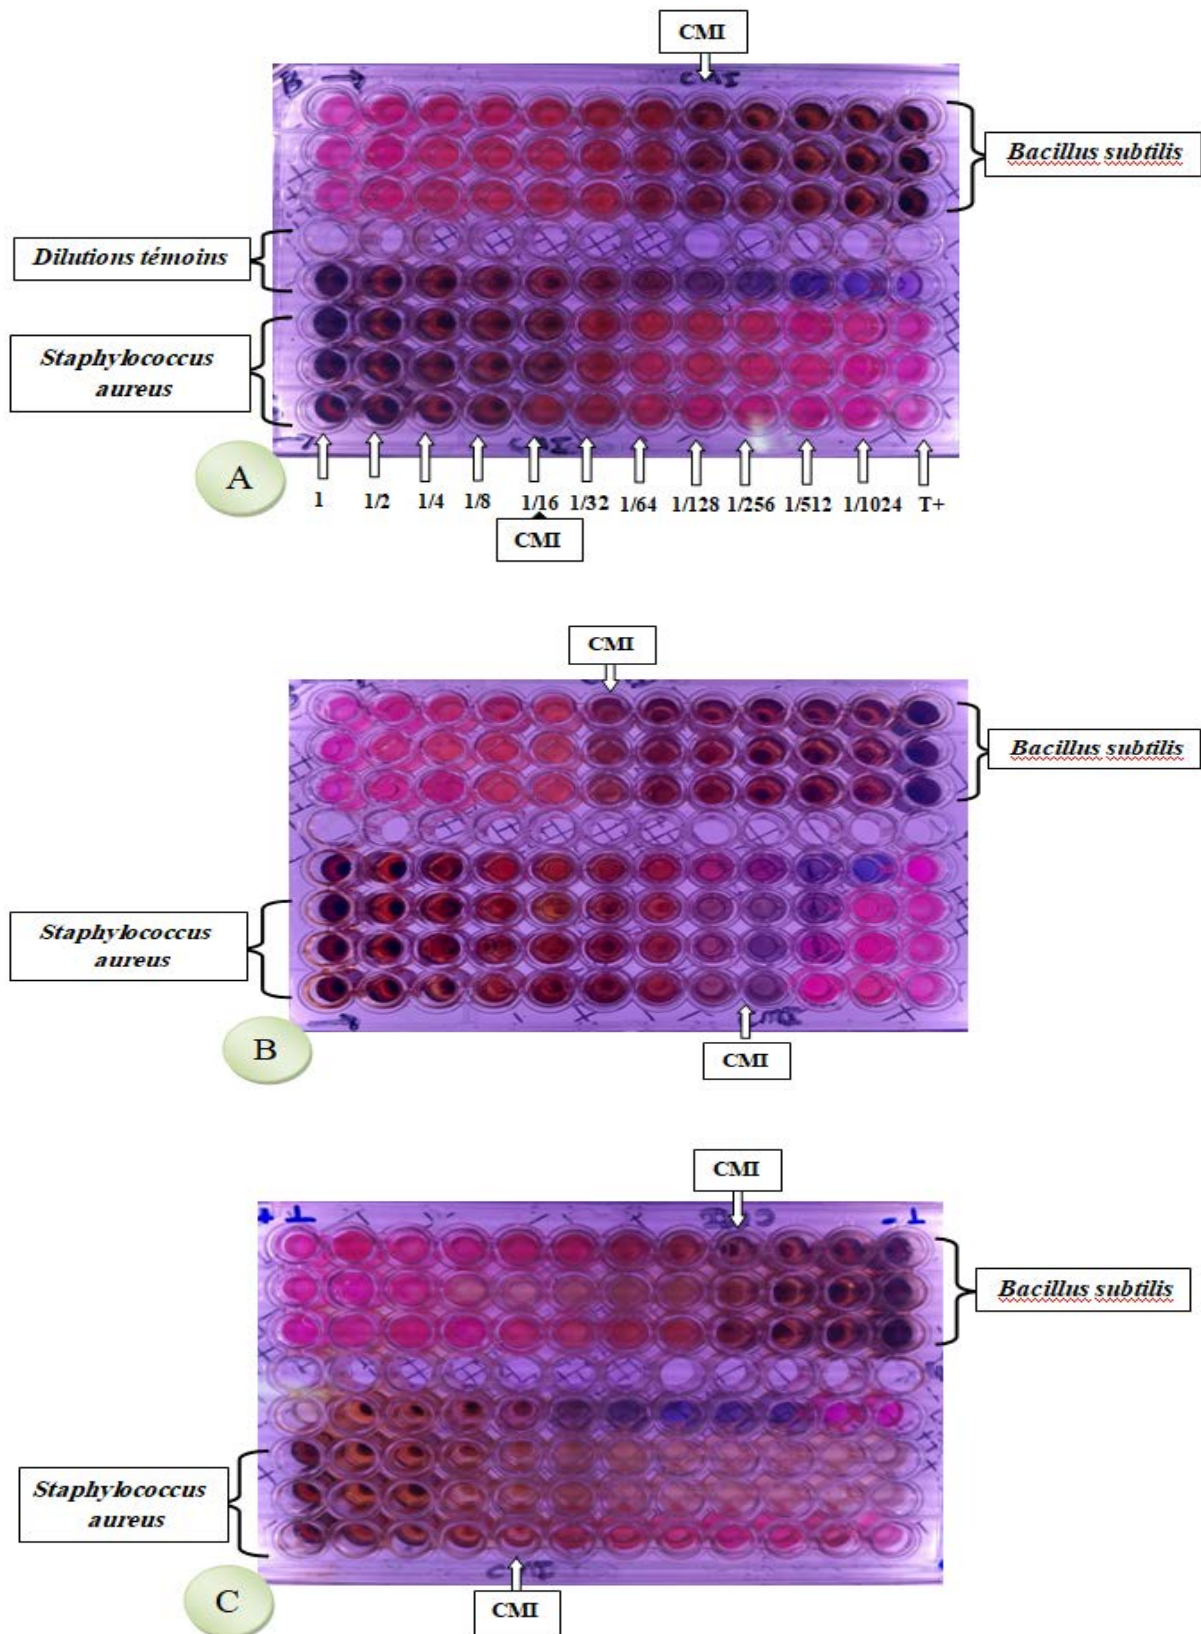 CMI
B
CMI
Bacillus subtilis
Dilutions témoins
Staphylococcus
aureus
A
1 1/2 1/4 1/8 1/16 1/32 1/64 1/128 1/256 1/512 1/1024 T+
CMI
CMI
Bacillus subtilis
Staphylococcus
aureus
B
CMI
CMI
+ T
- T
Bacillus subtilis
Staphylococcus
aureus
CMI
C
CMI